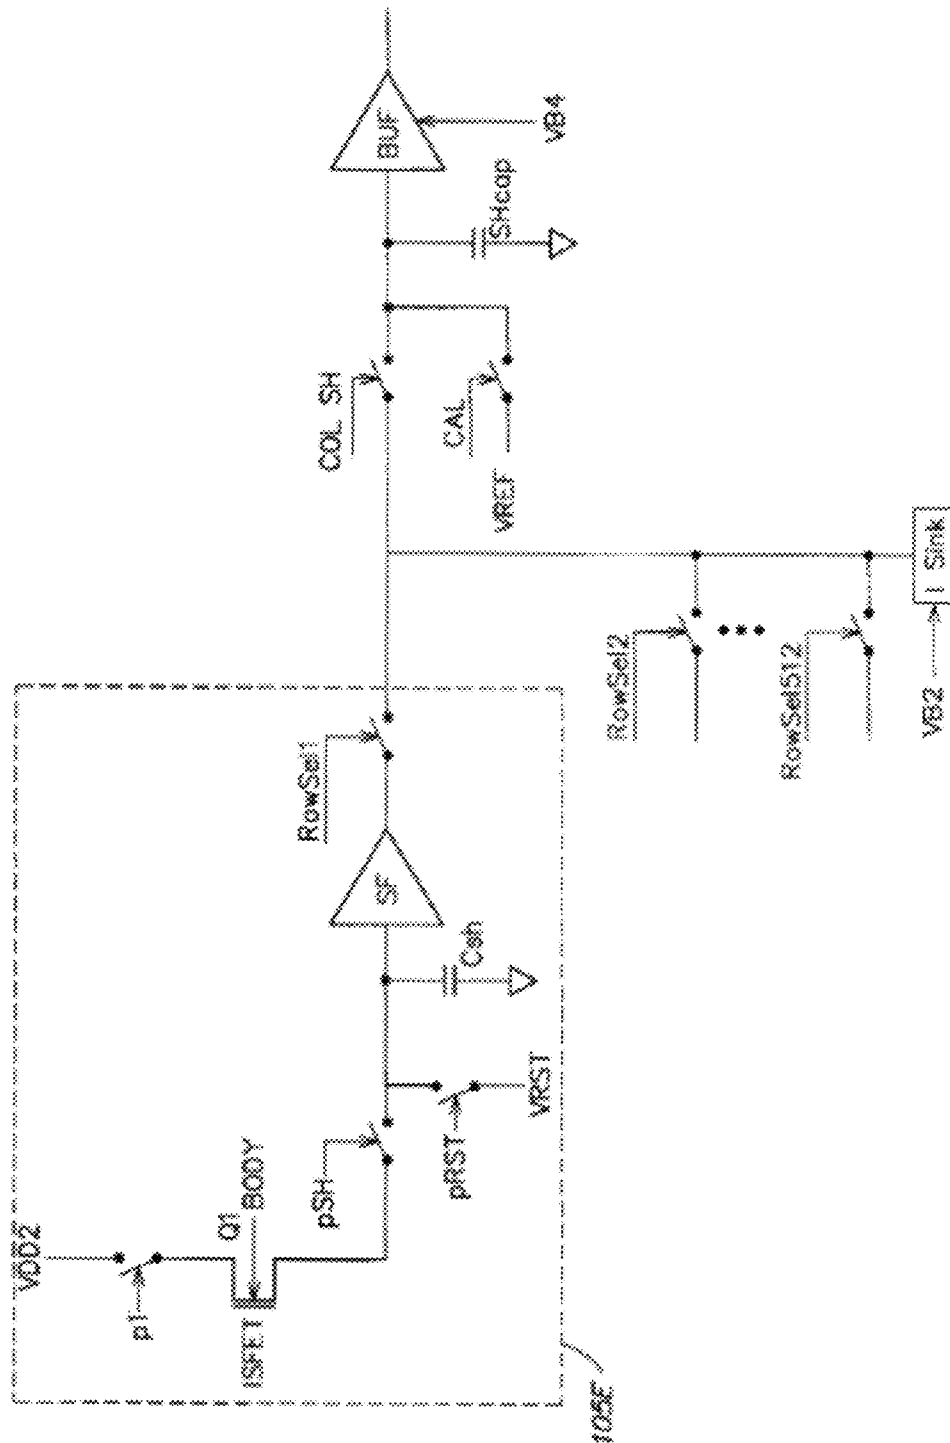 VDD2
p1
ISFET
Q1
BODY
pSH
pRST
VRST
Csh
SF
RowSel1
105E
RowSel2
RowSel512
VB2
I Sink
COL SH
CAL
VREF
SHcap
BUF
VB4